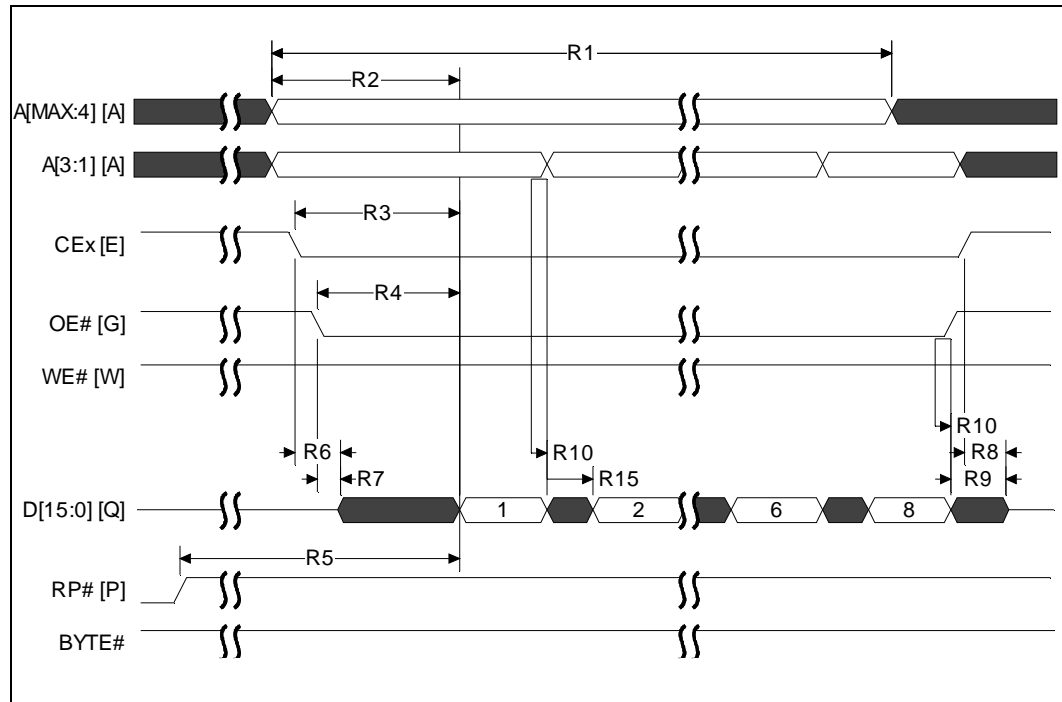 R1
R2
A[MAX:4] [A]
A[3:1] [A]
R3
CEx [E]
R4
OE# [G]
WE# [W]
R10
R6
R10
R8
R7
R15
R9
D[15:0] [Q]
1
2
6
8
R5
RP# [P]
BYTE#